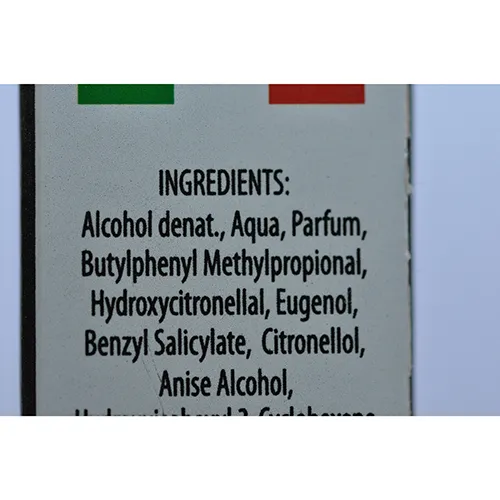 INGREDIENTS:
Alcohol denat., Aqua, Parfum,
Butylphenyl Methylpropional,
Hydroxycitronellal, Eugenol,
Benzyl Salicylate, Citronellol,
Anise Alcohol,